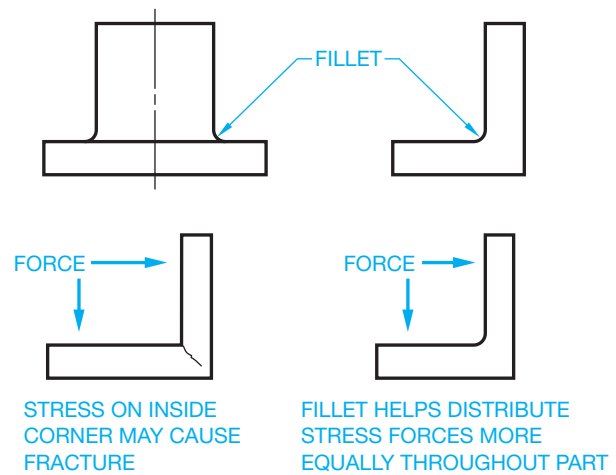 FILLET
FORCE
FORCE
STRESS ON INSIDE
CORNER MAY CAUSE
FRACTURE
FILLET HELPS DISTRIBUTE
STRESS FORCES MORE
EQUALLY THROUGHOUT PART